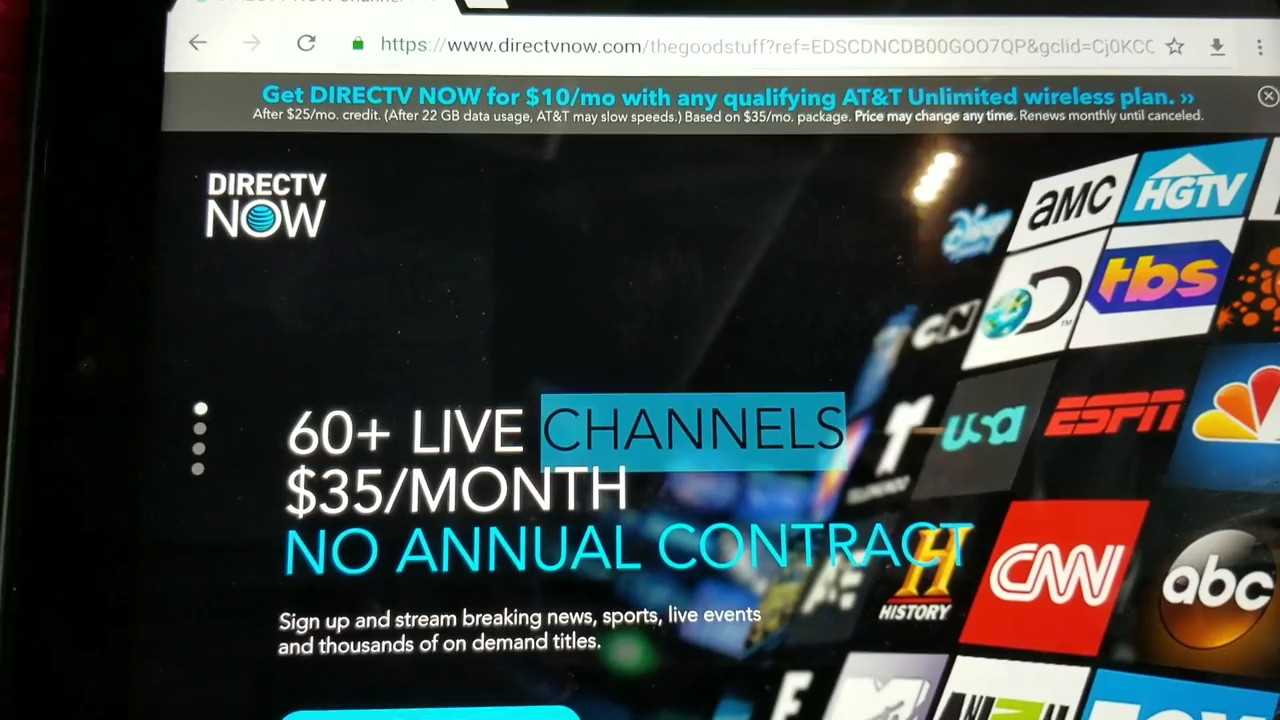 https://www.directvnow.com/thegoodstuff?ref=EDSCDNCDB00GOO7QP&gclid=Cj0KCC
Get DIRECTV NOW for $10/mo with any qualifying AT&T Unlimited wireless plan. »
After $25/mo. credit. (After 22 GB data usage, AT&T may slow speeds.) Based on $35/mo. package. Price may change any time. Renews monthly until canceled.
DIRECTV
NOW
aMC
HGTV
Disney
D
tbs
CN
60+ LIVE CHANNELS
$35/MONTH
NO ANNUAL CONTRACT
usa
ESPN
TELEMUNDO
H
HISTORY
CNN
abc
Sign up and stream breaking news, sports, live events
and thousands of on demand titles.